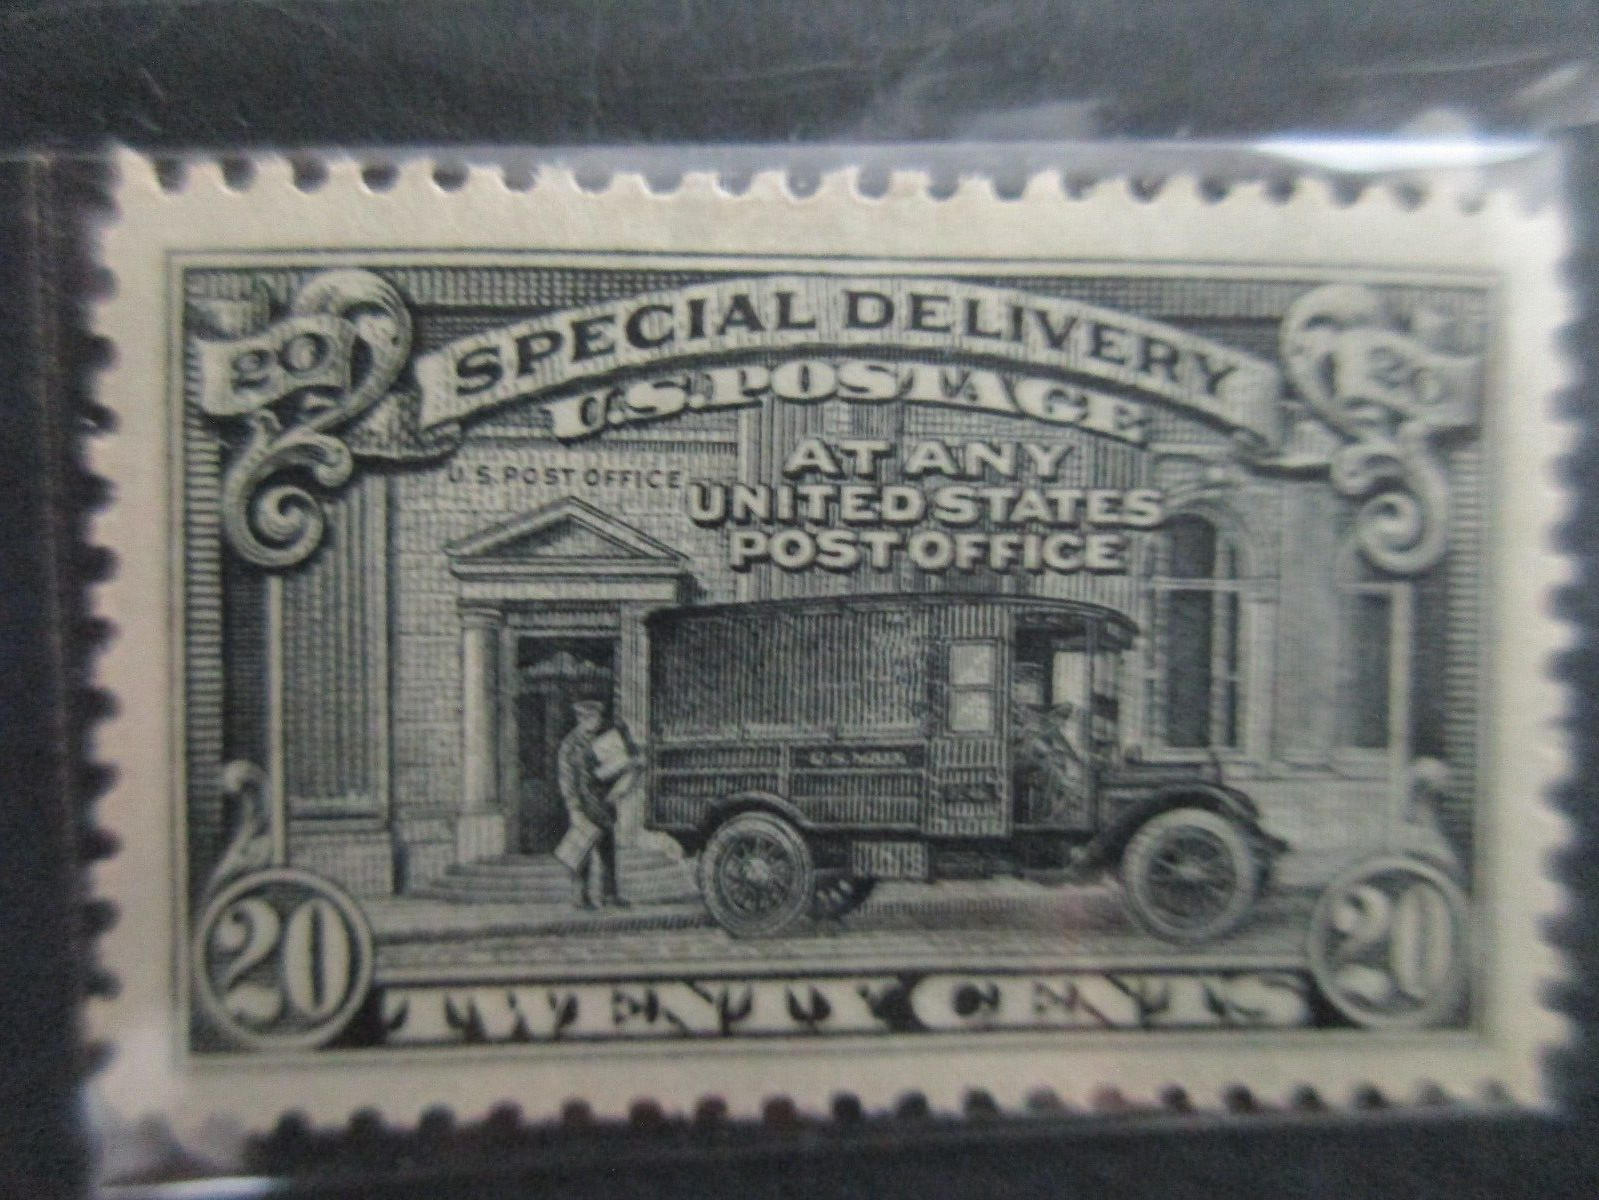 20 20
SPECIAL DELIVERY
U.S. POSTAGE
U.S. POST OFFICE
AT ANY
UNITED STATES
POST OFFICE
U.S. MAIL
20 20
TWENTY CENTS